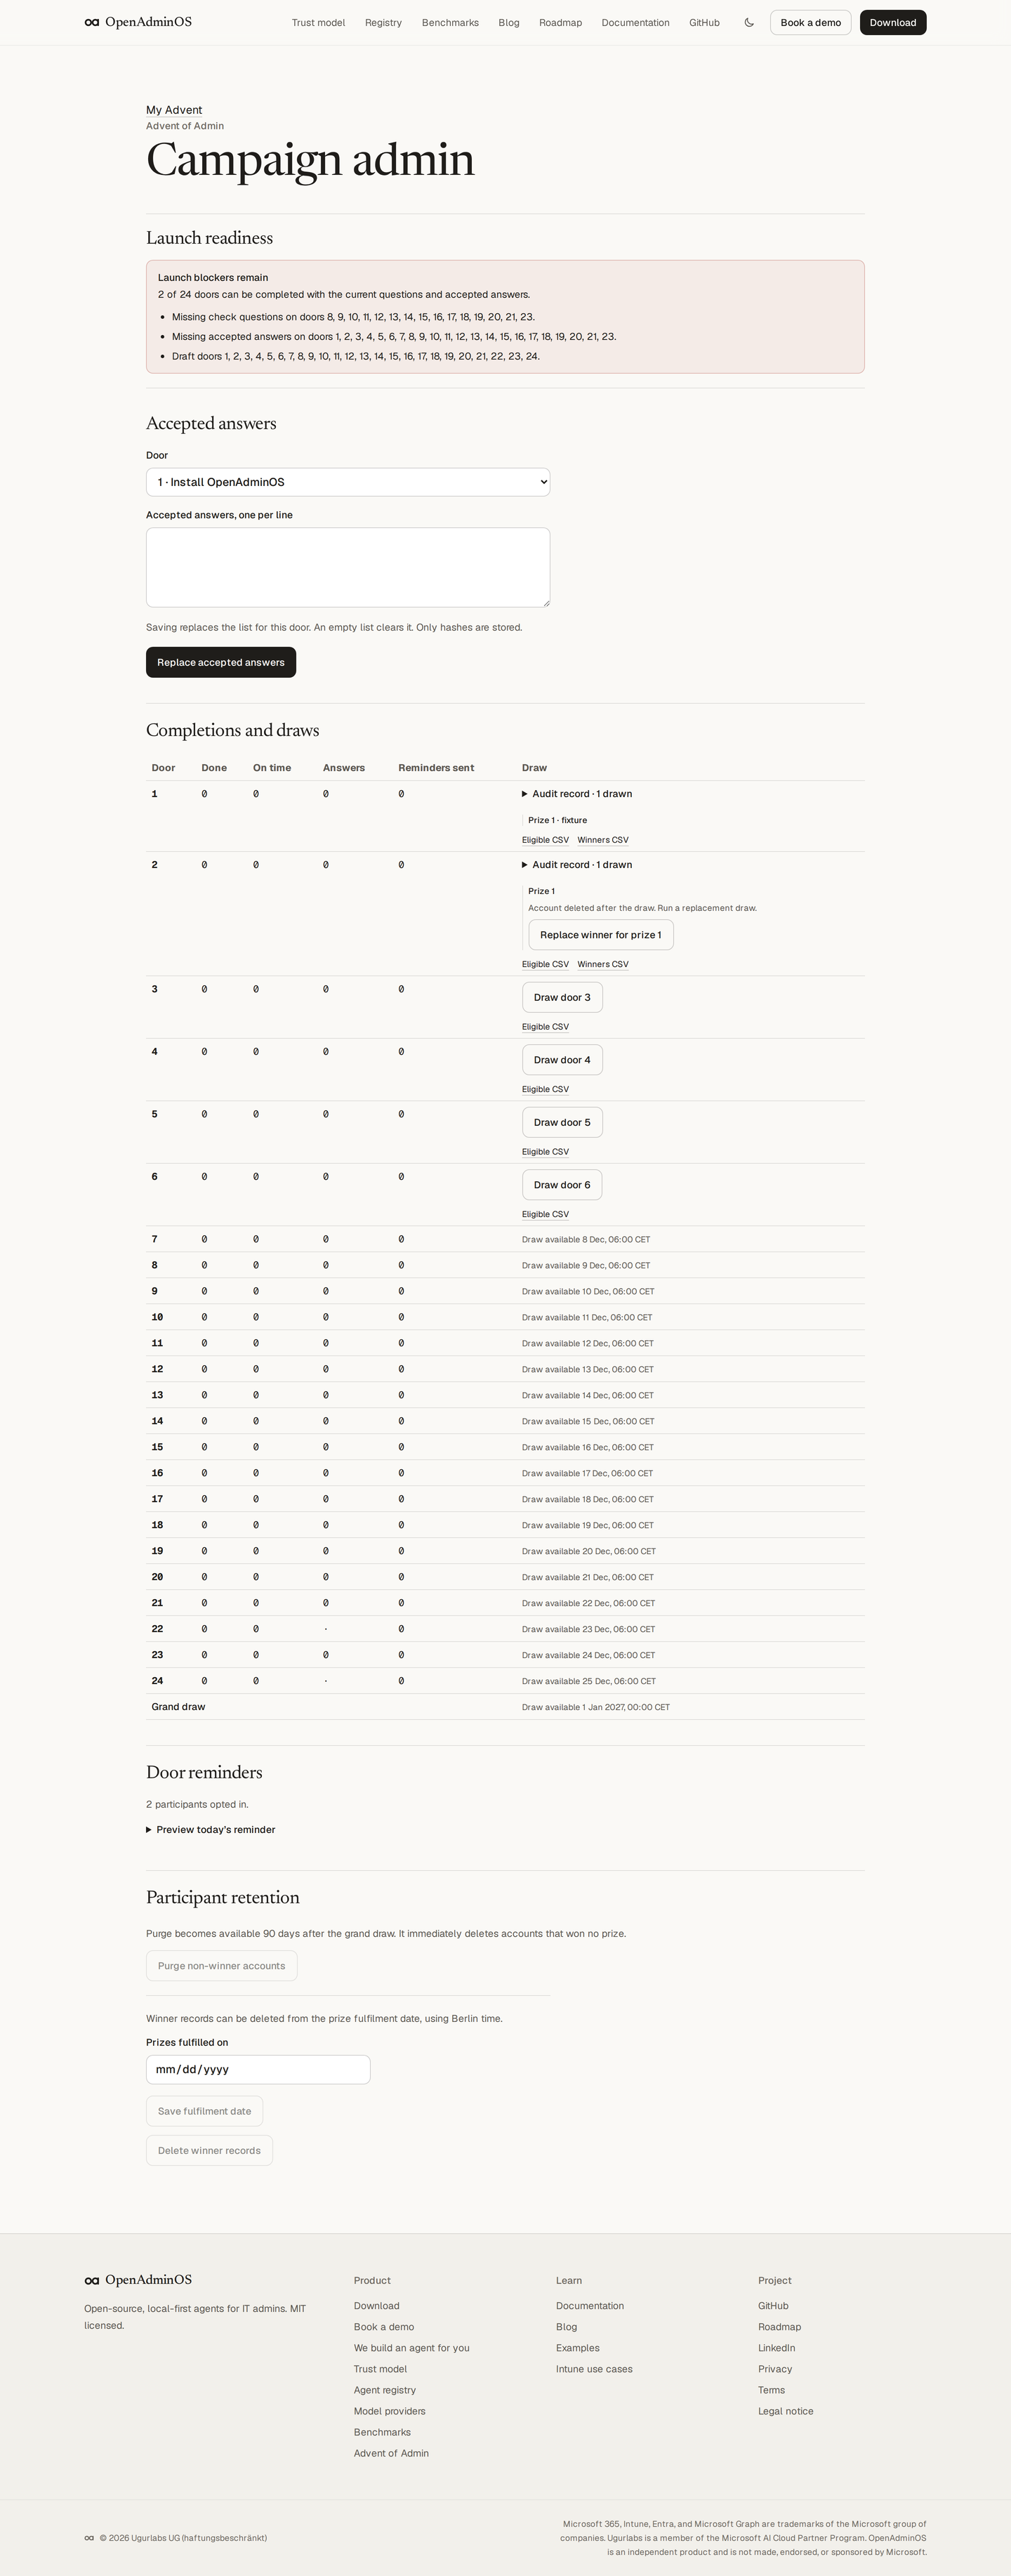 OpenAdminOS Trust model Registry Benchmarks Blog Roadmap Documentation GitHub Book a demo Download
My Advent
Advent of Admin
Campaign admin
Launch readiness
Launch blockers remain
2 of 24 doors can be completed with the current questions and accepted answers.
• Missing check questions on doors 8, 9, 10, 11, 12, 13, 14, 15, 16, 17, 18, 19, 20, 21, 23.
• Missing accepted answers on doors 1, 2, 3, 4, 5, 6, 7, 8, 9, 10, 11, 12, 13, 14, 15, 16, 17, 18, 19, 20, 21, 23.
• Draft doors 1, 2, 3, 4, 5, 6, 7, 8, 9, 10, 11, 12, 13, 14, 15, 16, 17, 18, 19, 20, 21, 22, 23, 24.
Accepted answers
Door
1 · Install OpenAdminOS
Accepted answers, one per line
Saving replaces the list for this door. An empty list clears it. Only hashes are stored.
Replace accepted answers
Completions and draws
Door Done On time Answers Reminders sent Draw
1 0 0 0 0 ▶ Audit record · 1 drawn
Prize 1 · fixture
Eligible CSV Winners CSV
2 0 0 0 0 ▶ Audit record · 1 drawn
Prize 1
Account deleted after the draw. Run a replacement draw.
Replace winner for prize 1
Eligible CSV Winners CSV
3 0 0 0 0 Draw door 3
Eligible CSV
4 0 0 0 0 Draw door 4
Eligible CSV
5 0 0 0 0 Draw door 5
Eligible CSV
6 0 0 0 0 Draw door 6
Eligible CSV
7 0 0 0 0 Draw available 8 Dec, 06:00 CET
8 0 0 0 0 Draw available 9 Dec, 06:00 CET
9 0 0 0 0 Draw available 10 Dec, 06:00 CET
10 0 0 0 0 Draw available 11 Dec, 06:00 CET
11 0 0 0 0 Draw available 12 Dec, 06:00 CET
12 0 0 0 0 Draw available 13 Dec, 06:00 CET
13 0 0 0 0 Draw available 14 Dec, 06:00 CET
14 0 0 0 0 Draw available 15 Dec, 06:00 CET
15 0 0 0 0 Draw available 16 Dec, 06:00 CET
16 0 0 0 0 Draw available 17 Dec, 06:00 CET
17 0 0 0 0 Draw available 18 Dec, 06:00 CET
18 0 0 0 0 Draw available 19 Dec, 06:00 CET
19 0 0 0 0 Draw available 20 Dec, 06:00 CET
20 0 0 0 0 Draw available 21 Dec, 06:00 CET
21 0 0 0 0 Draw available 22 Dec, 06:00 CET
22 0 0 · 0 Draw available 23 Dec, 06:00 CET
23 0 0 0 0 Draw available 24 Dec, 06:00 CET
24 0 0 · 0 Draw available 25 Dec, 06:00 CET
Grand draw Draw available 1 Jan 2027, 00:00 CET
Door reminders
2 participants opted in.
▶ Preview today's reminder
Participant retention
Purge becomes available 90 days after the grand draw. It immediately deletes accounts that won no prize.
Purge non-winner accounts
Winner records can be deleted from the prize fulfilment date, using Berlin time.
Prizes fulfilled on
mm/dd/yyyy
Save fulfilment date
Delete winner records
OpenAdminOS
Open-source, local-first agents for IT admins. MIT
licensed.
Product
Download
Book a demo
We build an agent for you
Trust model
Agent registry
Model providers
Benchmarks
Advent of Admin
Learn
Documentation
Blog
Examples
Intune use cases
Project
GitHub
Roadmap
LinkedIn
Privacy
Terms
Legal notice
© 2026 Ugurlabs UG (haftungsbeschränkt)
Microsoft 365, Intune, Entra, and Microsoft Graph are trademarks of the Microsoft group of
companies. Ugurlabs is a member of the Microsoft AI Cloud Partner Program. OpenAdminOS
is an independent product and is not made, endorsed, or sponsored by Microsoft.